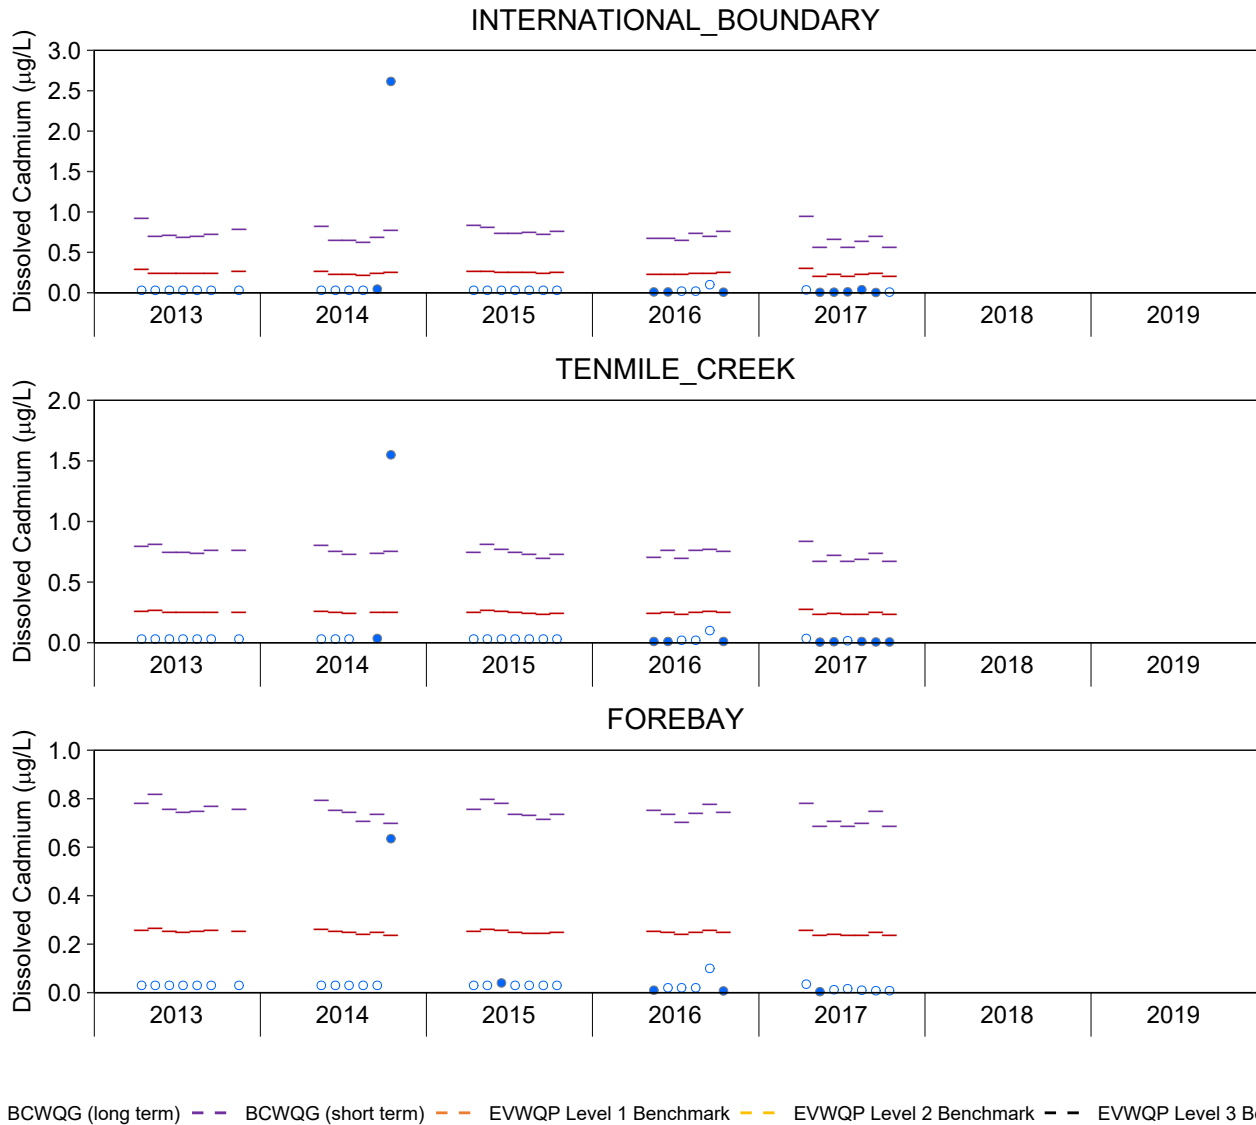 INTERNATIONAL_BOUNDARY
Dissolved Cadmium (µg/L)
3.0
2.5
2.0
1.5
1.0
0.5
0.0
2013 2014 2015 2016 2017 2018 2019
TENMILE_CREEK
Dissolved Cadmium (µg/L)
2.0
1.5
1.0
0.5
0.0
2013 2014 2015 2016 2017 2018 2019
FOREBAY
Dissolved Cadmium (µg/L)
1.0
0.8
0.6
0.4
0.2
0.0
2013 2014 2015 2016 2017 2018 2019
BCWQG (long term) BCWQG (short term) EVWQP Level 1 Benchmark EVWQP Level 2 Benchmark EVWQP Level 3